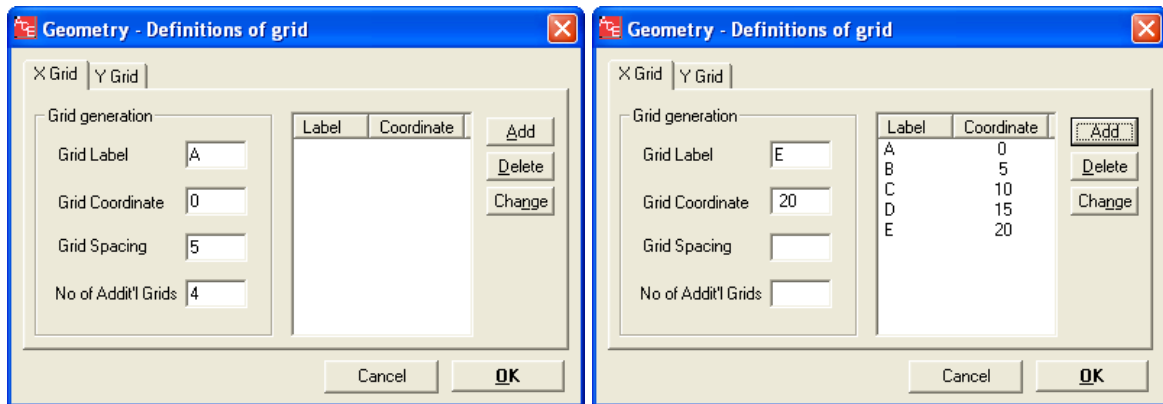 Geometry - Definitions of grid
X Grid Y Grid
Grid generation
Label Coordinate
Add
Grid Label A
Delete
Grid Coordinate 0
Change
Grid Spacing 5
No of Addit'l Grids 4
Cancel OK
Geometry - Definitions of grid
X Grid Y Grid
Grid generation
Label Coordinate
Add
Grid Label E
A 0
Delete
B 5
Grid Coordinate 20
C 10
Change
D 15
E 20
Grid Spacing
No of Addit'l Grids
Cancel OK